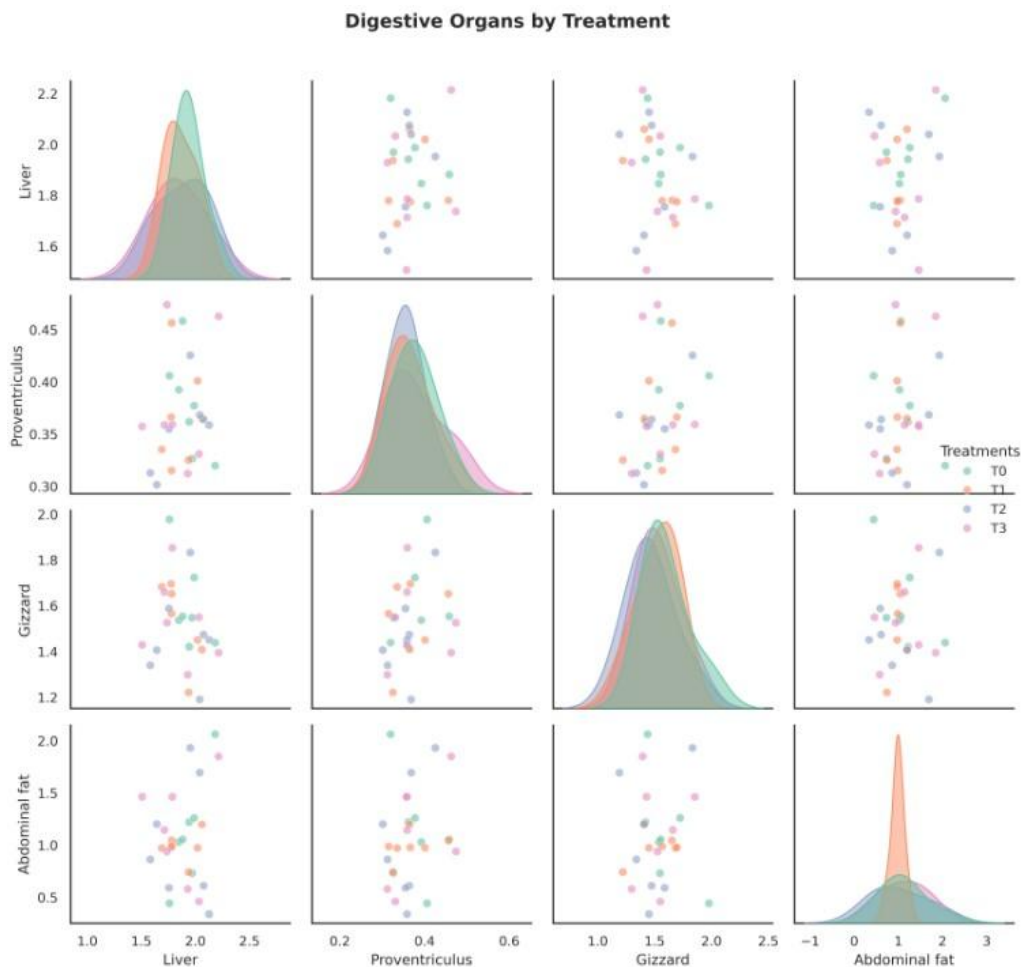 Digestive Organs by Treatment
2.2
2.0
1.8
1.6
Liver
0.45
0.40
0.35
0.30
Proventriculus
Treatments
T0
T1
T2
T3
2.0
1.8
1.6
1.4
1.2
Gizzard
2.0
1.5
1.0
0.5
Abdominal fat
1.0 1.5 2.0 2.5
0.2 0.4 0.6
1.0 1.5 2.0 2.5
−1 0 1 2 3
Liver
Proventriculus
Gizzard
Abdominal fat